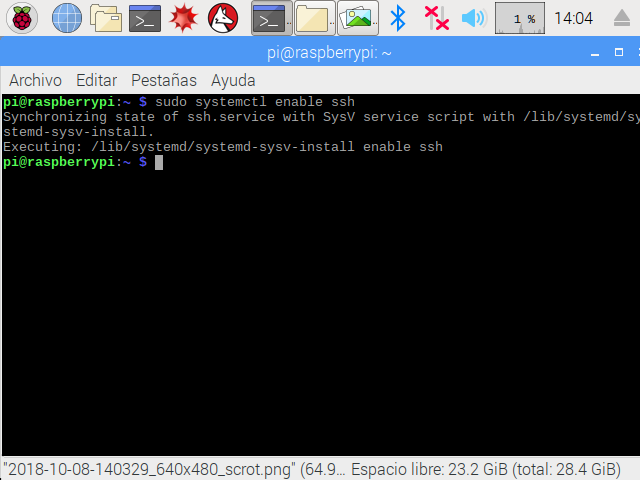 1 %
14:04
pi@raspberrypi: ~
Archivo Editar Pestañas Ayuda
pi@raspberrypi:~ $ sudo systemctl enable ssh
Synchronizing state of ssh.service with SysV service script with /lib/systemd/sy
stemd-sysv-install.
Executing: /lib/systemd/systemd-sysv-install enable ssh
pi@raspberrypi:~ $
"2018-10-08-140329_640x480_scrot.png" (64.9... Espacio libre: 23.2 GiB (total: 28.4 GiB)